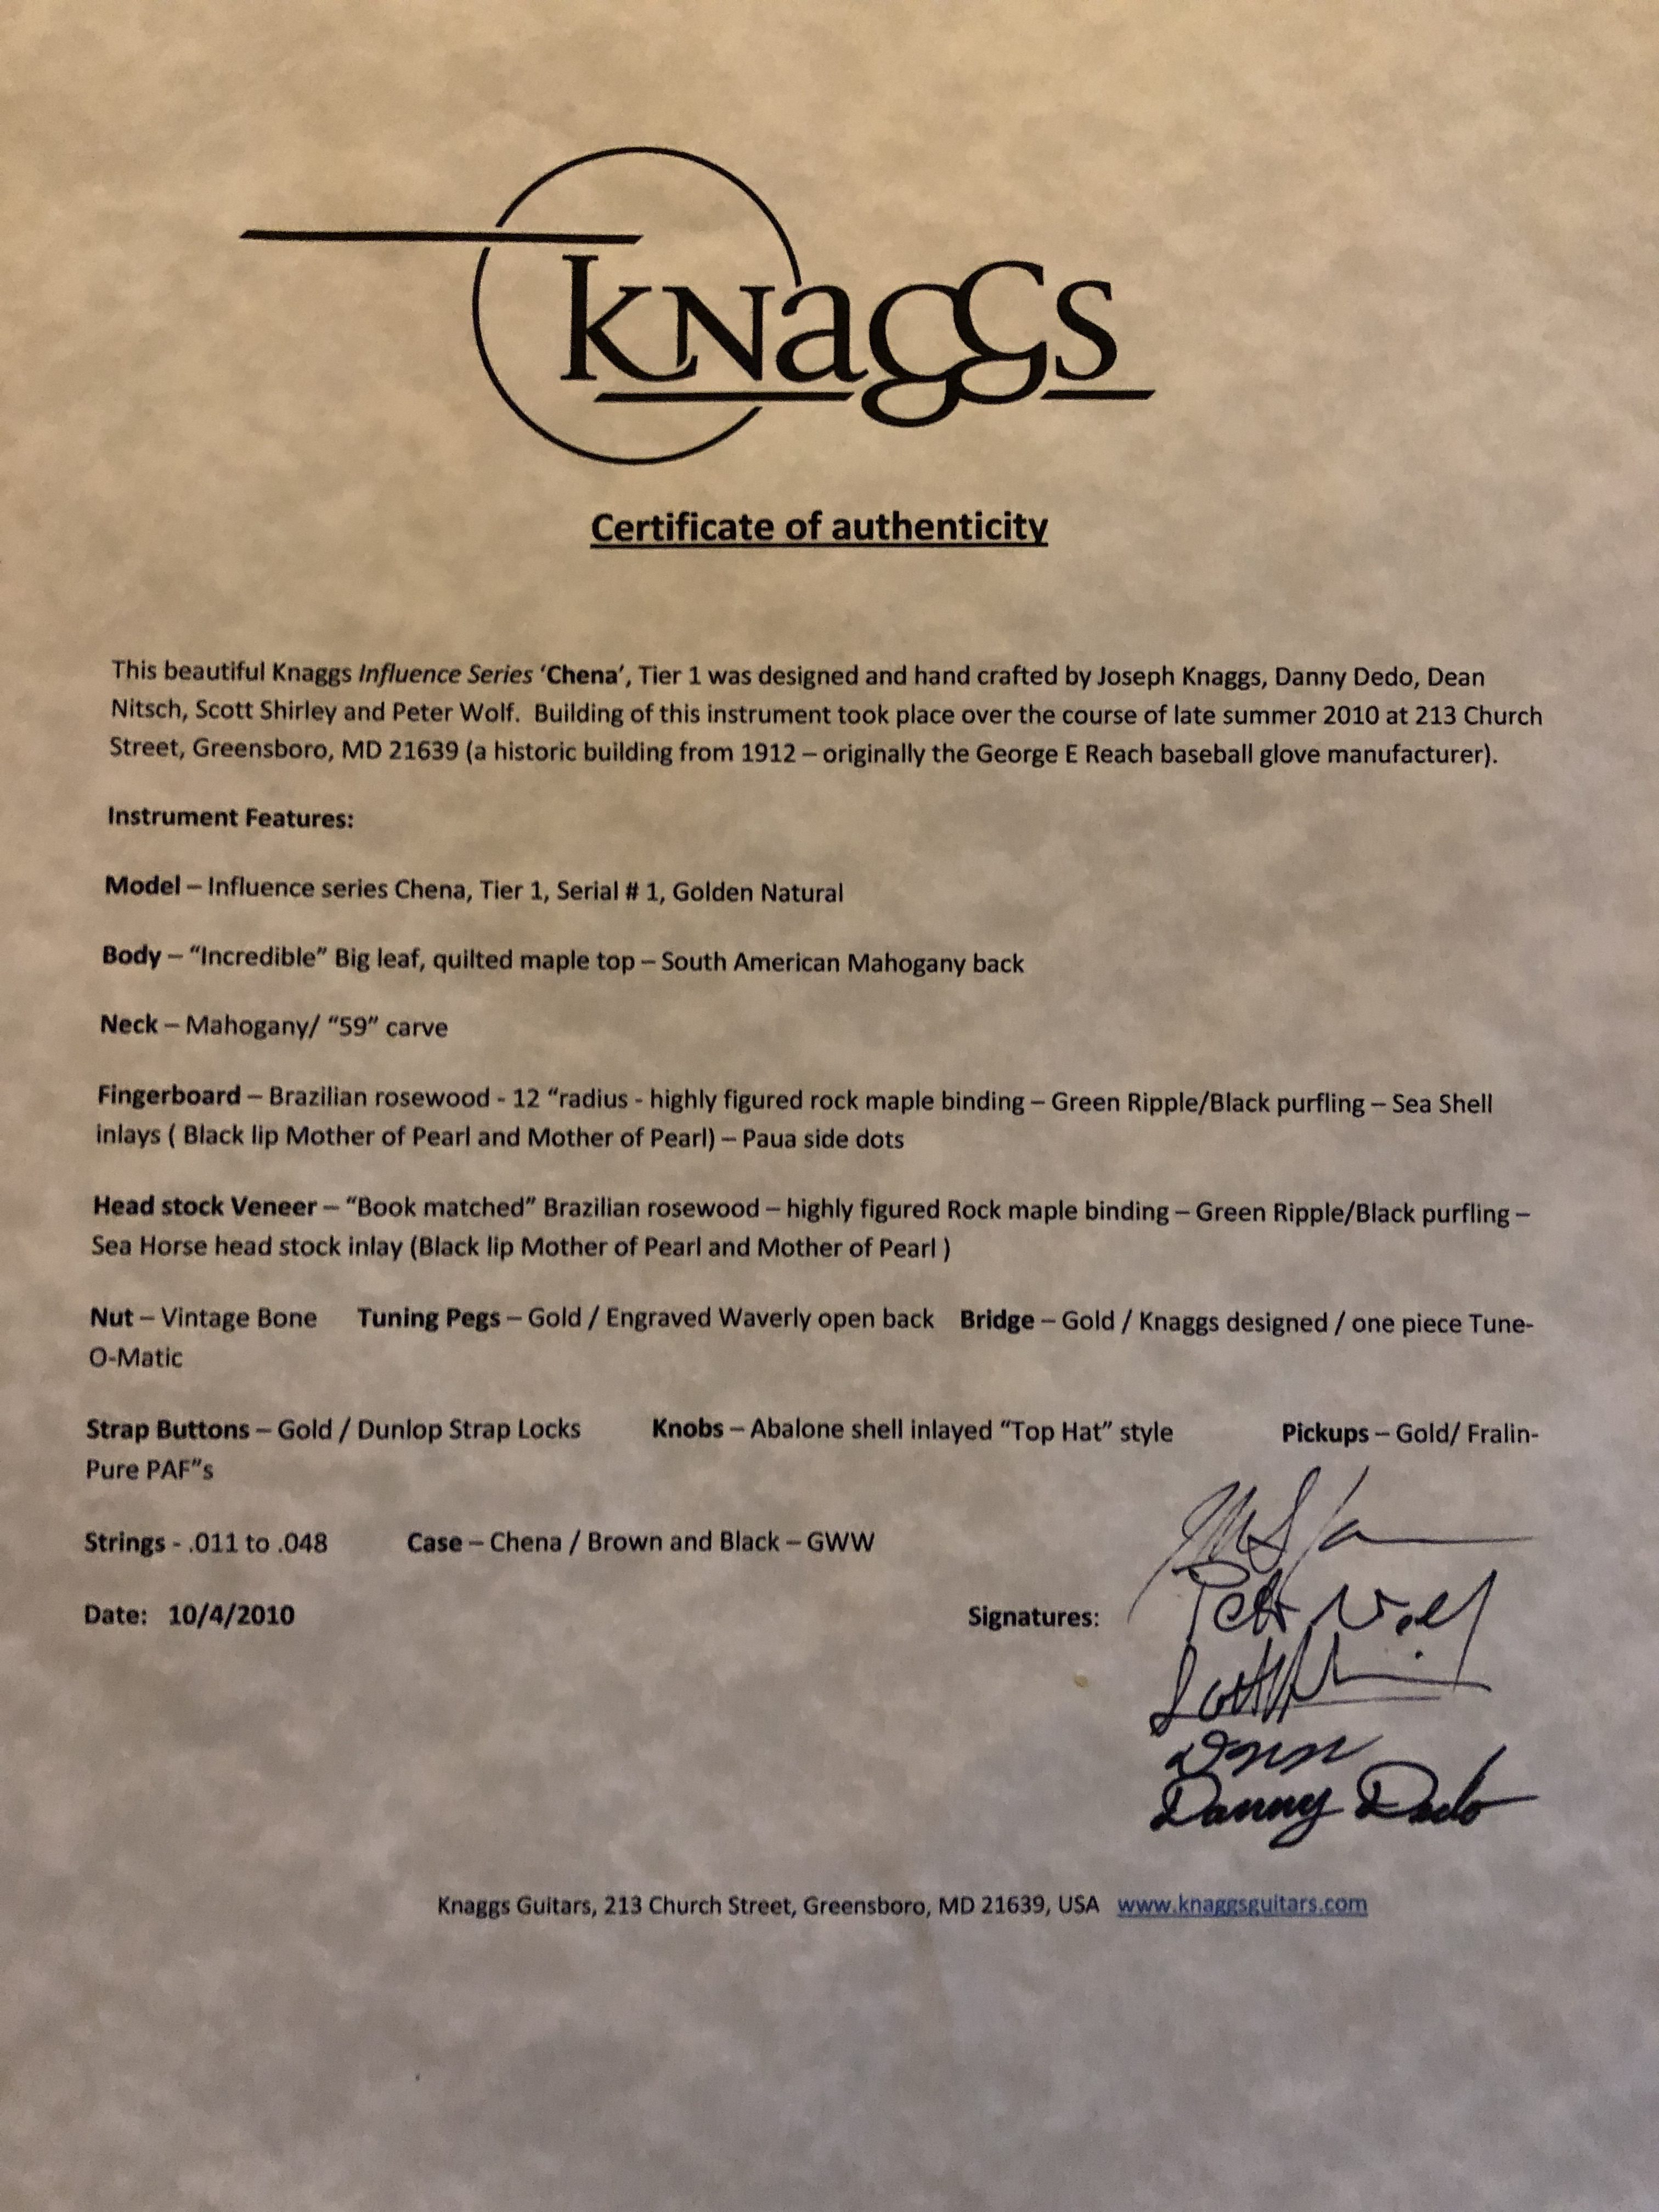 Knaggs
Certificate of authenticity
This beautiful Knaggs Influence Series ‘Chena’, Tier 1 was designed and hand crafted by Joseph Knaggs, Danny Dedo, Dean
Nitsch, Scott Shirley and Peter Wolf.  Building of this instrument took place over the course of late summer 2010 at 213 Church
Street, Greensboro, MD 21639 (a historic building from 1912 – originally the George E Reach baseball glove manufacturer).
Instrument Features:
Model – Influence series Chena, Tier 1, Serial # 1, Golden Natural
Body – “Incredible” Big leaf, quilted maple top – South American Mahogany back
Neck – Mahogany/ “59” carve
Fingerboard – Brazilian rosewood - 12 “radius - highly figured rock maple binding – Green Ripple/Black purfling – Sea Shell
inlays ( Black lip Mother of Pearl and Mother of Pearl) – Paua side dots
Head stock Veneer – “Book matched” Brazilian rosewood – highly figured Rock maple binding – Green Ripple/Black purfling –
Sea Horse head stock inlay (Black lip Mother of Pearl and Mother of Pearl )
Nut – Vintage Bone Tuning Pegs – Gold / Engraved Waverly open back Bridge – Gold / Knaggs designed / one piece Tune-
O-Matic
Strap Buttons – Gold / Dunlop Strap Locks Knobs – Abalone shell inlayed “Top Hat” style Pickups – Gold/ Fralin-
Pure PAF”s
Strings - .011 to .048 Case – Chena / Brown and Black – GWW
Date: 10/4/2010 Signatures:
Peter Wolf
Danny Dedo
Knaggs Guitars, 213 Church Street, Greensboro, MD 21639, USA www.knaggsguitars.com